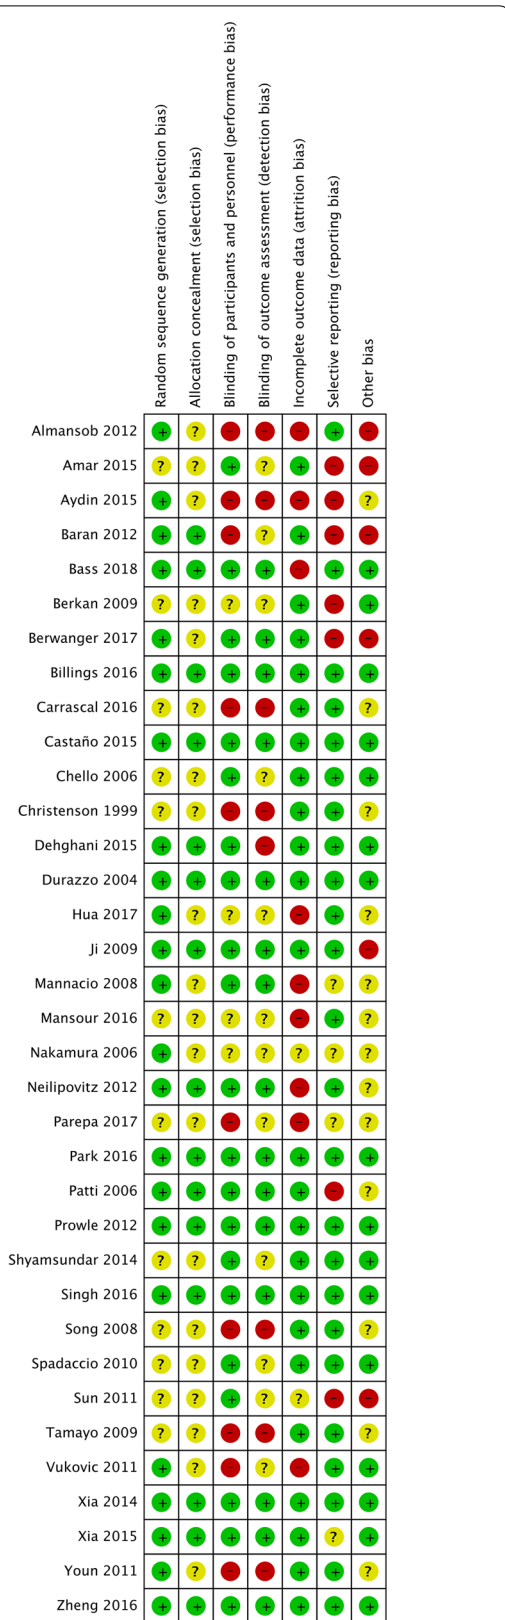 Random sequence generation (selection bias)
Allocation concealment (selection bias)
Blinding of participants and personnel (performance bias)
Blinding of outcome assessment (detection bias)
Incomplete outcome data (attrition bias)
Selective reporting (reporting bias)
Other bias
Almansob 2012 + ? - - - + -
Amar 2015 ? ? + ? + - -
Aydin 2015 + ? - - - - ?
Baran 2012 + + - ? + - -
Bass 2018 + + + + - + +
Berkan 2009 ? ? ? ? + - +
Berwanger 2017 + ? + + + - -
Billings 2016 + + + + + + +
Carrascal 2016 ? ? - - + + ?
Castaño 2015 + + + + + + +
Chello 2006 ? ? + ? + + +
Christenson 1999 ? ? - - + + ?
Dehghani 2015 + + + - + + +
Durazzo 2004 + + + + + + +
Hua 2017 + ? ? ? - + ?
Ji 2009 + + + + + + -
Mannacio 2008 + ? + + - ? ?
Mansour 2016 ? ? ? ? - + ?
Nakamura 2006 + ? ? ? ? ? ?
Neilipovitz 2012 + + + + - + ?
Parepa 2017 ? ? - ? - ? ?
Park 2016 + + + + + + +
Patti 2006 + + + + + - ?
Prowle 2012 + + + + + + +
Shyamsundar 2014 ? ? + ? + + +
Singh 2016 + + + + + + +
Song 2008 ? ? - - + + ?
Spadaccio 2010 ? ? + ? + + +
Sun 2011 ? ? + ? ? - -
Tamayo 2009 ? ? - - + + ?
Vukovic 2011 + ? - ? - + +
Xia 2014 + + + + + + +
Xia 2015 + + + + + ? +
Youn 2011 + ? - - + + ?
Zheng 2016 + + + + + + +